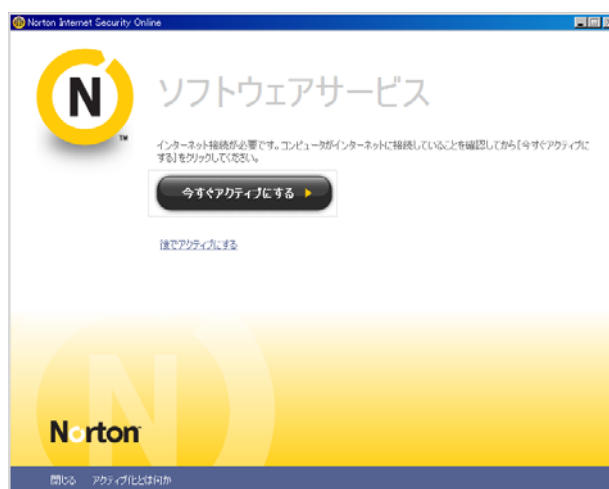 Norton Internet Security Online
N
TM
ソフトウェアサービス
インターネット接続が必要です。コンピュータがインターネットに接続していることを確認してから[今すぐアクティブに
する]をクリックしてください。
今すぐアクティブにする
後でアクティブにする
Norton
閉じる アクティブ化とは何か